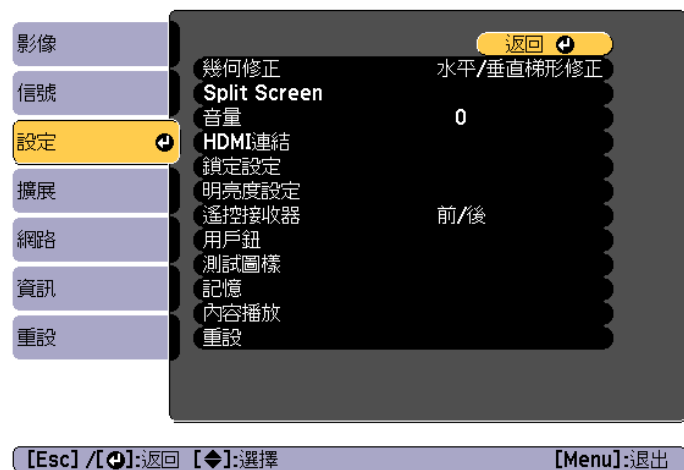 影像
信號
設定
擴展
網路
資訊
重設
返回
幾何修正 水平/垂直梯形修正
Split Screen
音量 0
HDMI連結
鎖定設定
明亮度設定
遙控接收器 前/後
用戶鈕
測試圖樣
記憶
內容播放
重設
[Esc] /[ ]:返回 [ ]:選擇 [Menu]:退出